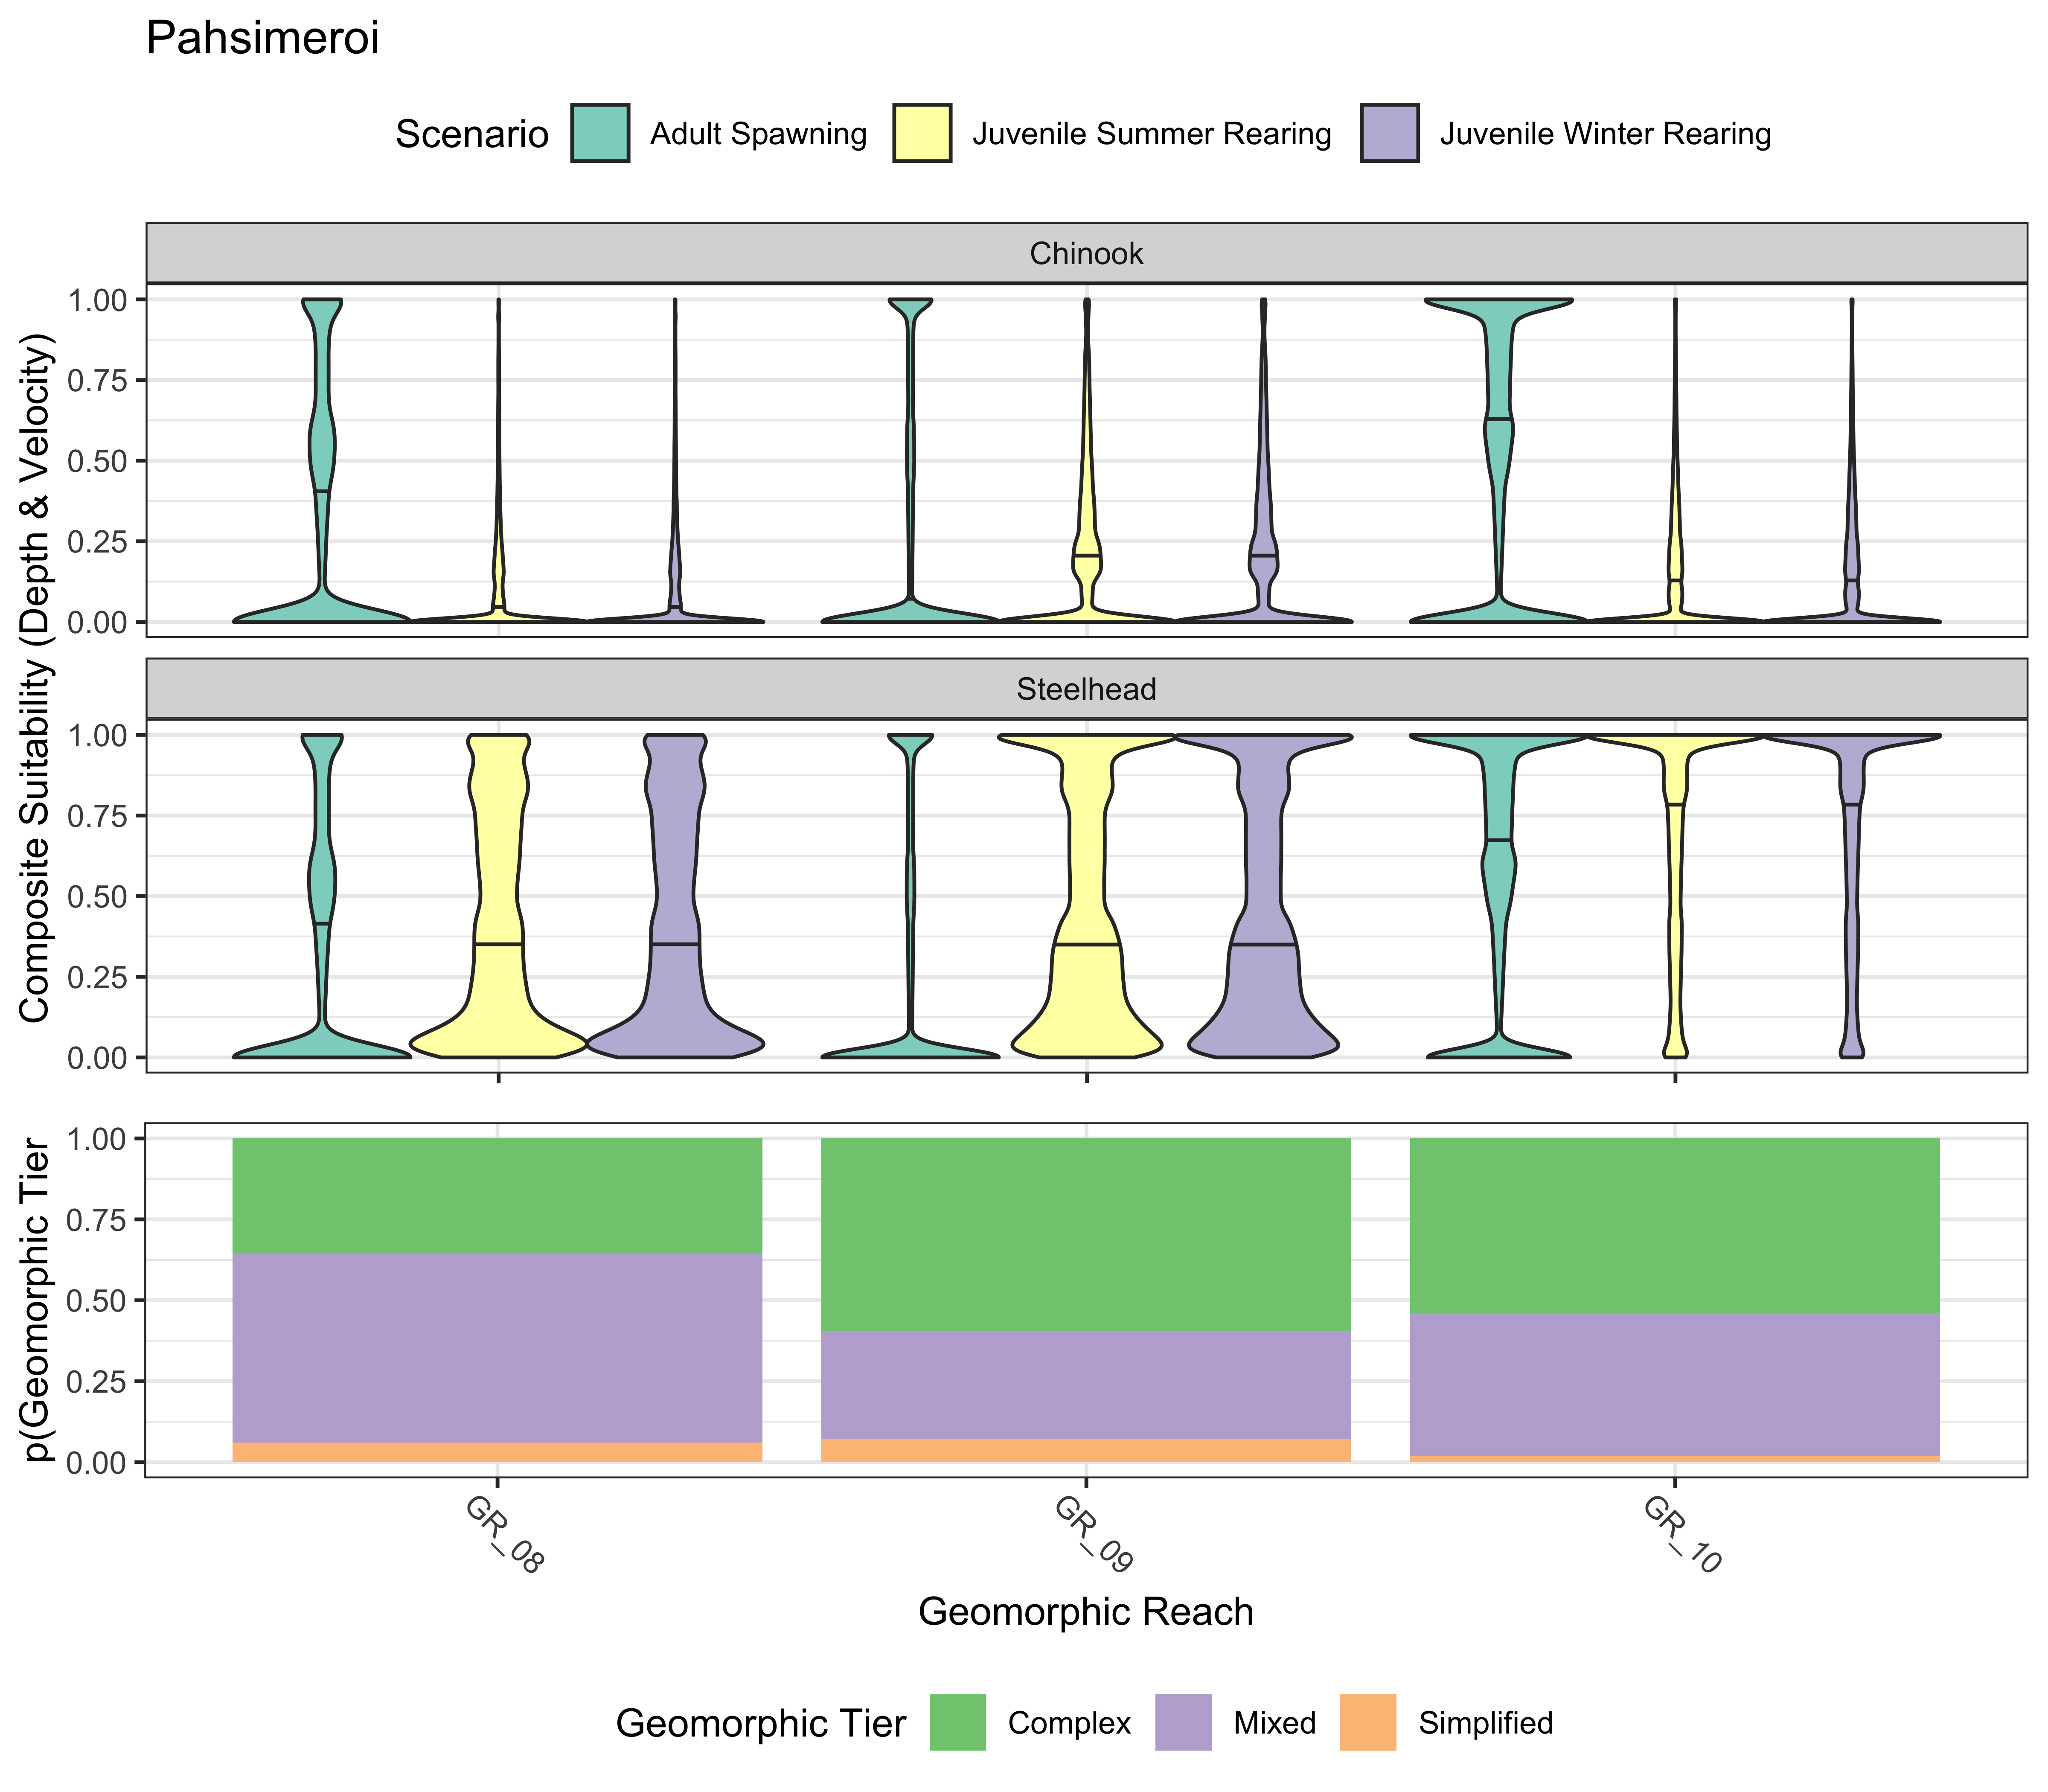 Pahsimeroi
Scenario Adult Spawning Juvenile Summer Rearing Juvenile Winter Rearing
Composite Suitability (Depth & Velocity)
Chinook
1.00
0.75
0.50
0.25
0.00
Steelhead
1.00
0.75
0.50
0.25
0.00
p(Geomorphic Tier
1.00
0.75
0.50
0.25
0.00
GR_08 GR_09 GR_10
Geomorphic Reach
Geomorphic Tier Complex Mixed Simplified